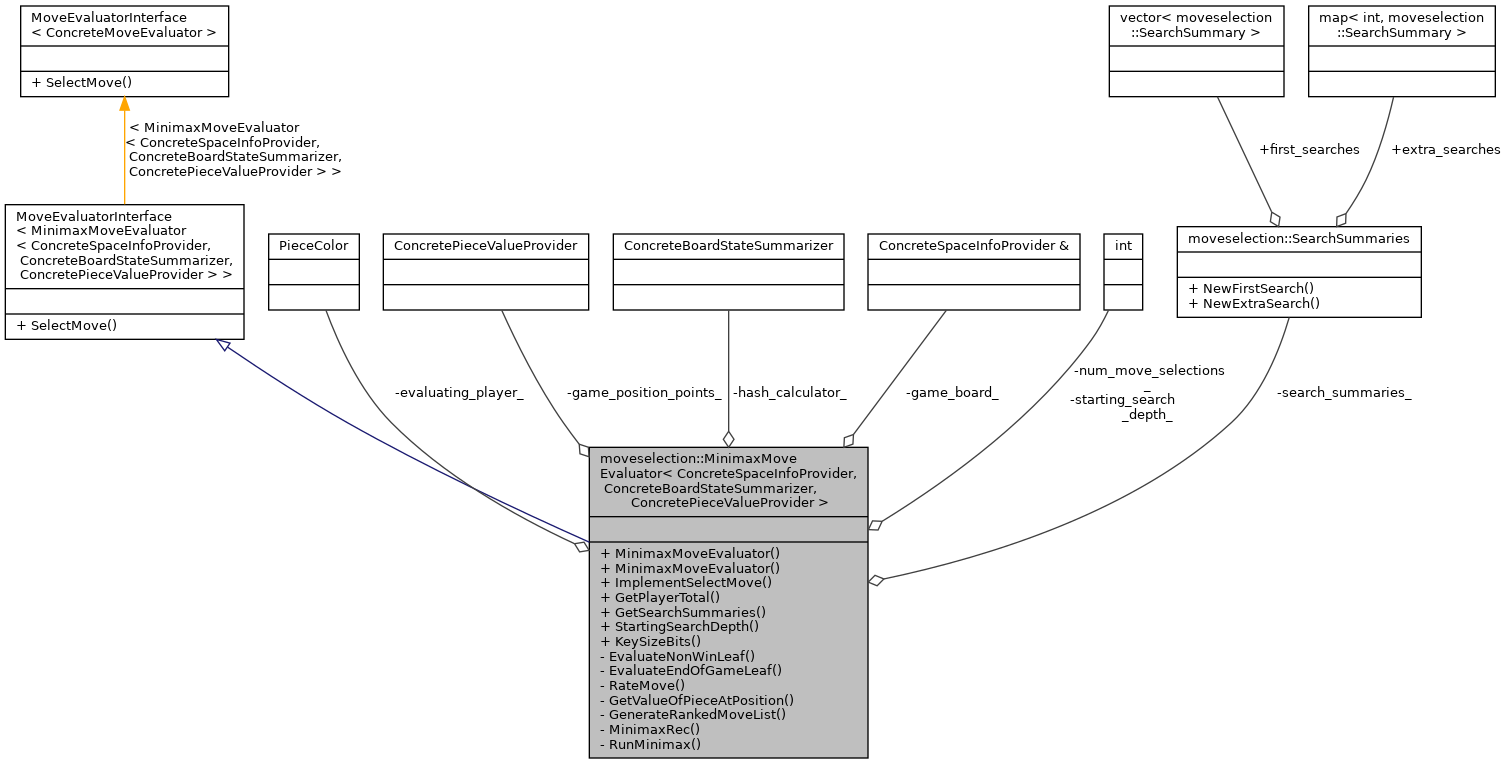 MoveEvaluatorInterface
< ConcreteMoveEvaluator >
+ SelectMove()
vector< moveselection
::SearchSummary >
map< int, moveselection
::SearchSummary >
< MinimaxMoveEvaluator
< ConcreteSpaceInfoProvider,
ConcreteBoardStateSummarizer,
ConcretePieceValueProvider > >
+first_searches
+extra_searches
MoveEvaluatorInterface
< MinimaxMoveEvaluator
< ConcreteSpaceInfoProvider,
ConcreteBoardStateSummarizer,
ConcretePieceValueProvider > >
+ SelectMove()
PieceColor
ConcretePieceValueProvider
ConcreteBoardStateSummarizer
ConcreteSpaceInfoProvider &
int
moveselection::SearchSummaries
+ NewFirstSearch()
+ NewExtraSearch()
-evaluating_player_
-game_position_points_
-hash_calculator_
-game_board_
-num_move_selections
_
-starting_search
_depth_
-search_summaries_
moveselection::MinimaxMove
Evaluator< ConcreteSpaceInfoProvider,
ConcreteBoardStateSummarizer,
ConcretePieceValueProvider >
+ MinimaxMoveEvaluator()
+ MinimaxMoveEvaluator()
+ ImplementSelectMove()
+ GetPlayerTotal()
+ GetSearchSummaries()
+ StartingSearchDepth()
+ KeySizeBits()
- EvaluateNonWinLeaf()
- EvaluateEndOfGameLeaf()
- RateMove()
- GetValueOfPieceAtPosition()
- GenerateRankedMoveList()
- MinimaxRec()
- RunMinimax()